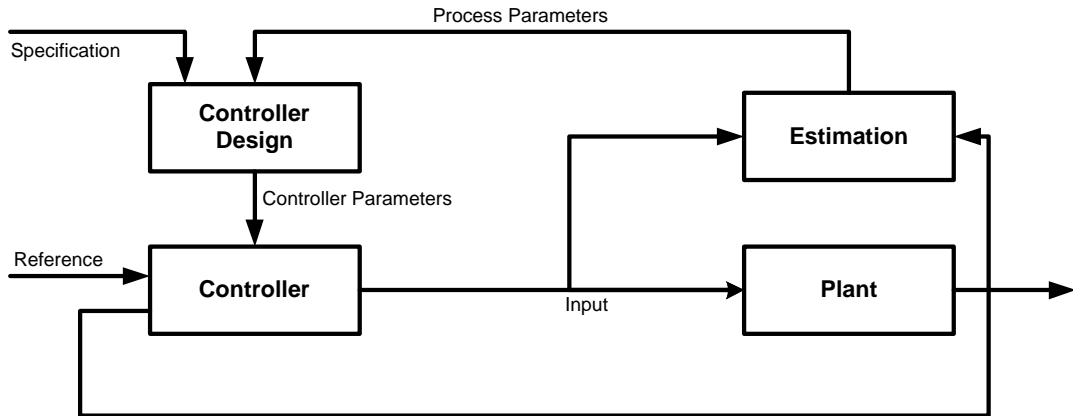 Process Parameters
Specification
Controller
Design
Estimation
Controller Parameters
Reference
Controller
Plant
Input